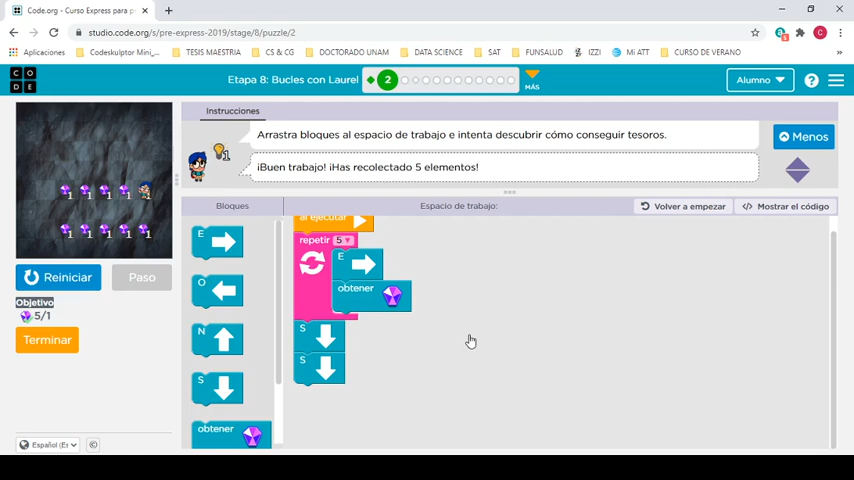 Code.org - Curso Express para p
studio.code.org/s/pre-express-2019/stage/8/puzzle/2
Aplicaciones
Codeskulptor Mini_...
TESIS MAESTRIA
CS & CG
DOCTORADO UNAM
DATA SCIENCE
SAT
FUNSALUD
IZZI
Mi ATT
CURSO DE VERANO
C O
D E
Etapa 8: Bucles con Laurel
2
MÁS
Alumno
Instrucciones
Arrastra bloques al espacio de trabajo e intenta descubrir cómo conseguir tesoros.
1
¡Buen trabajo! ¡Has recolectado 5 elementos!
Menos
Bloques
Espacio de trabajo:
Volver a empezar
</> Mostrar el código
1 1 1 1 1
1 1 1 1 1
Reiniciar
Paso
Objetivo
5/1
Terminar
E
O
N
S
obtener
al ejecutar
repetir 5
E
obtener
S
S
Español (Es